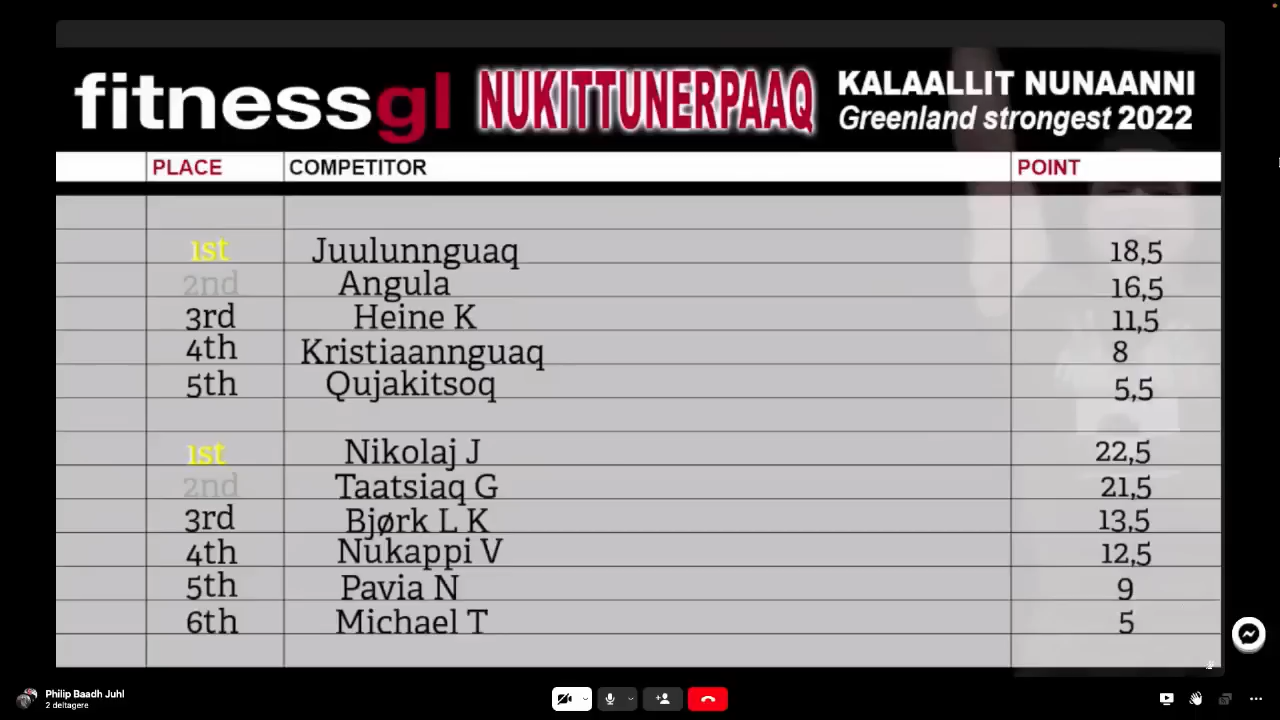 fitnessgl NUKITTUNERPAAQ KALAALLIT NUNAANNI
Greenland strongest 2022
PLACE COMPETITOR POINT
1st Juulunnguaq 18,5
2nd Angula 16,5
3rd Heine K 11,5
4th Kristiaannguaq 8
5th Qujakitsoq 5,5
1st Nikolaj J 22,5
2nd Taatsiaq G 21,5
3rd Bjørk L K 13,5
4th Nukappi V 12,5
5th Pavia N 9
6th Michael T 5
Philip Baadh Juhl
2 deltagere